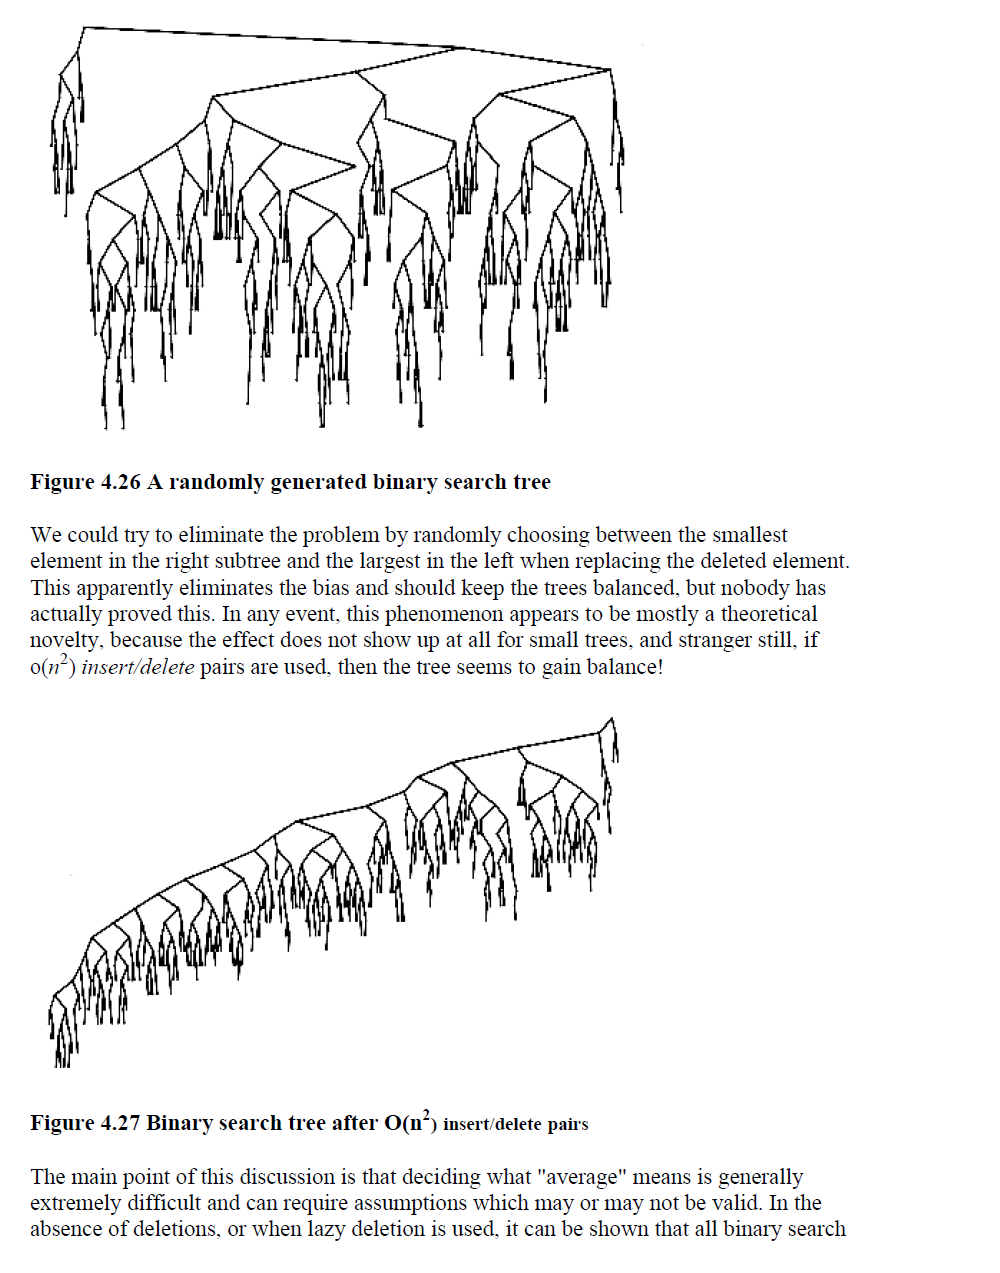 Figure 4.26 A randomly generated binary search tree
We could try to eliminate the problem by randomly choosing between the smallest
element in the right subtree and the largest in the left when replacing the deleted element.
This apparently eliminates the bias and should keep the trees balanced, but nobody has
actually proved this. In any event, this phenomenon appears to be mostly a theoretical
novelty, because the effect does not show up at all for small trees, and stranger still, if
o(n²) insert/delete pairs are used, then the tree seems to gain balance!
Figure 4.27 Binary search tree after O(n²) insert/delete pairs
The main point of this discussion is that deciding what "average" means is generally
extremely difficult and can require assumptions which may or may not be valid. In the
absence of deletions, or when lazy deletion is used, it can be shown that all binary search